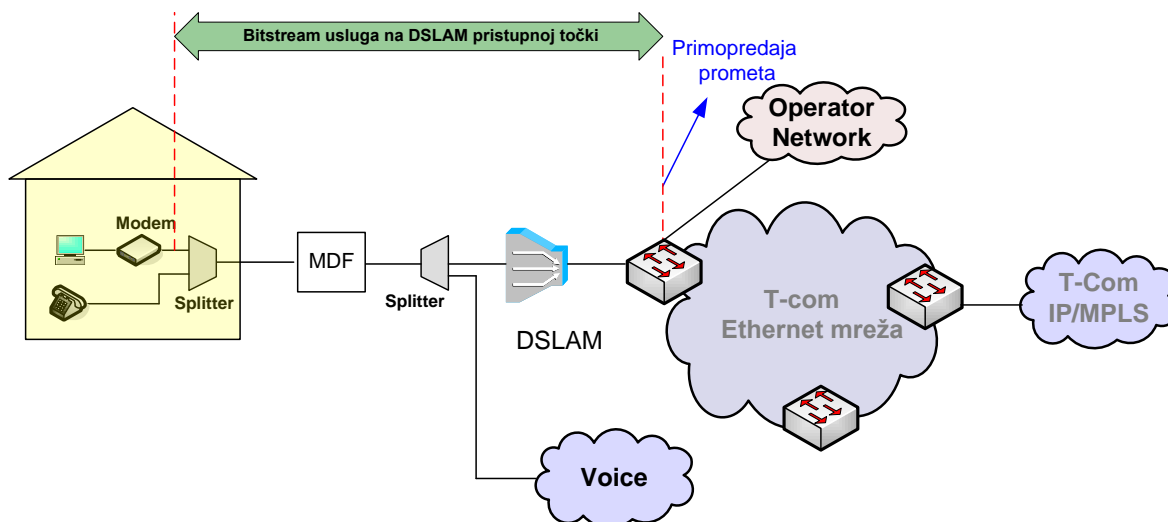 Bitstream usluga na DSLAM pristupnoj točki
Primopredaja
prometa
Operator
Network
Modem
Splitter
MDF
Splitter
DSLAM
T-com
Ethernet mreža
T-Com
IP/MPLS
Voice